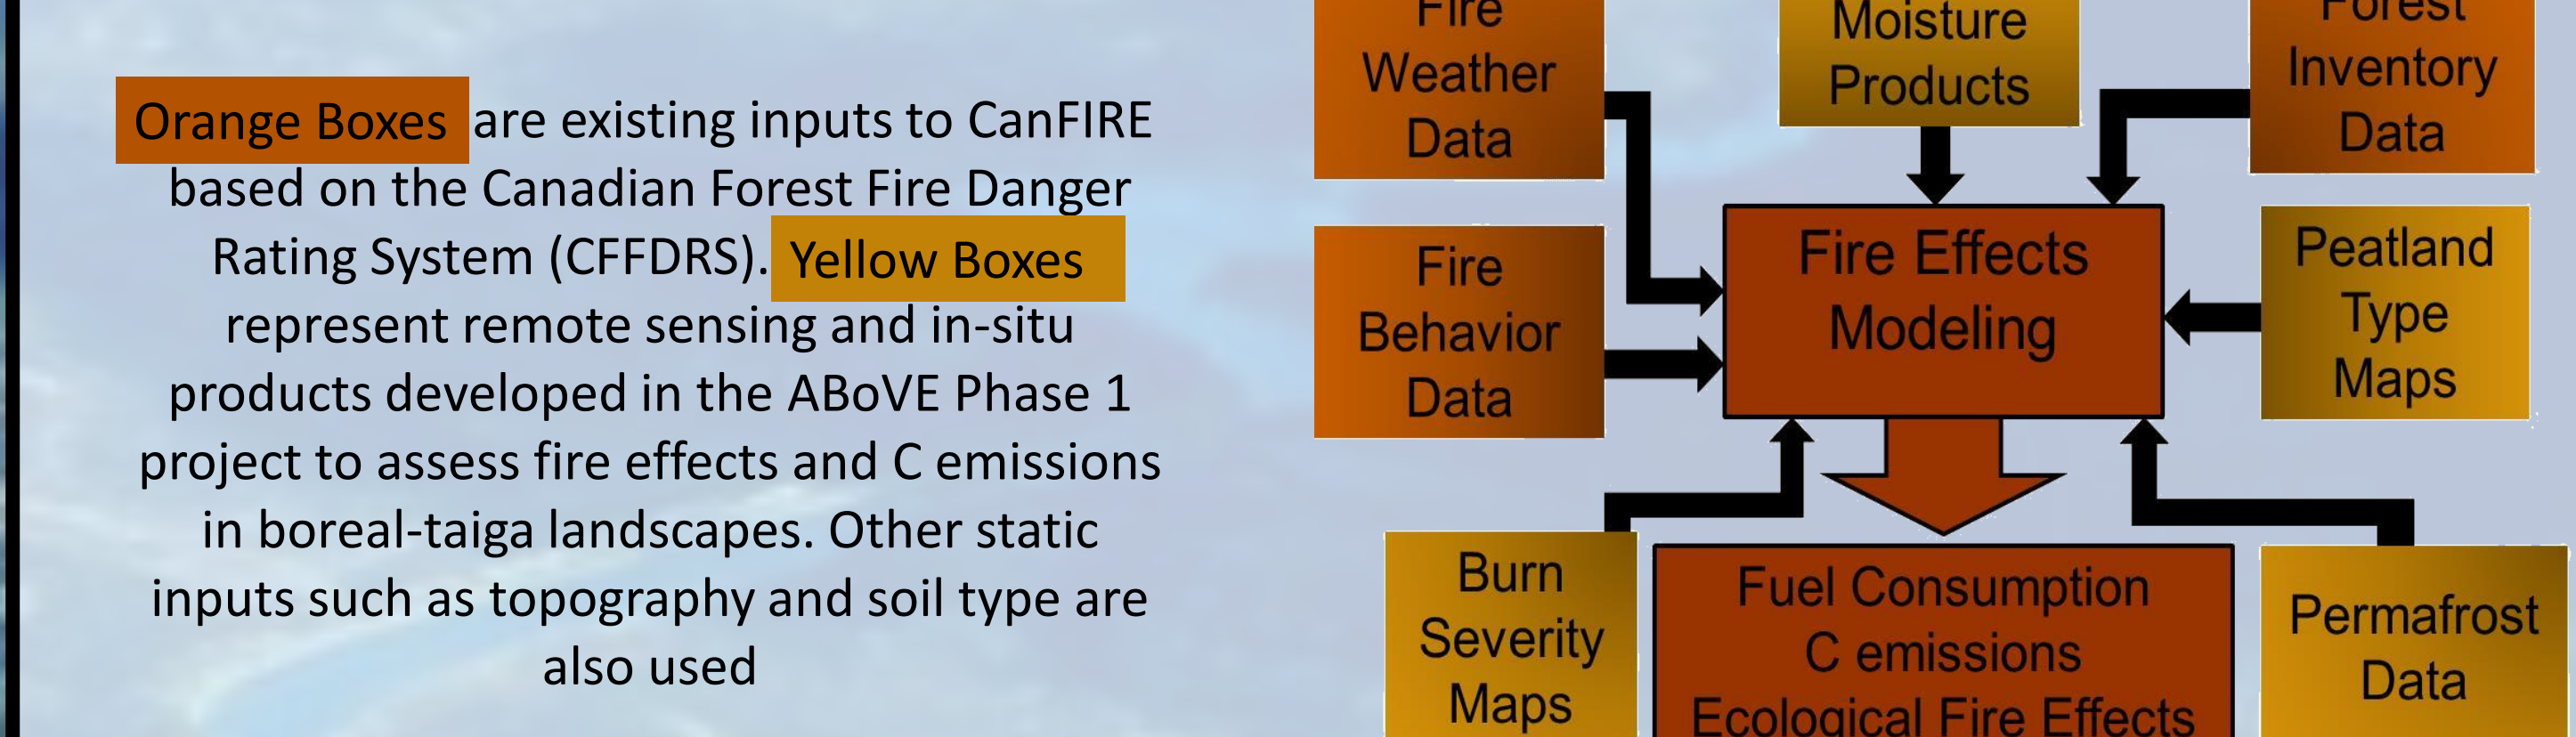 Orange Boxes are existing inputs to CanFIRE
based on the Canadian Forest Fire Danger
Rating System (CFFDRS). Yellow Boxes
represent remote sensing and in-situ
products developed in the ABoVE Phase 1
project to assess fire effects and C emissions
in boreal-taiga landscapes. Other static
inputs such as topography and soil type are
also used
Fire
Weather
Data
Moisture
Products
Forest
Inventory
Data
Fire
Behavior
Data
Fire Effects
Modeling
Peatland
Type
Maps
Burn
Severity
Maps
Fuel Consumption
C emissions
Ecological Fire Effects
Permafrost
Data